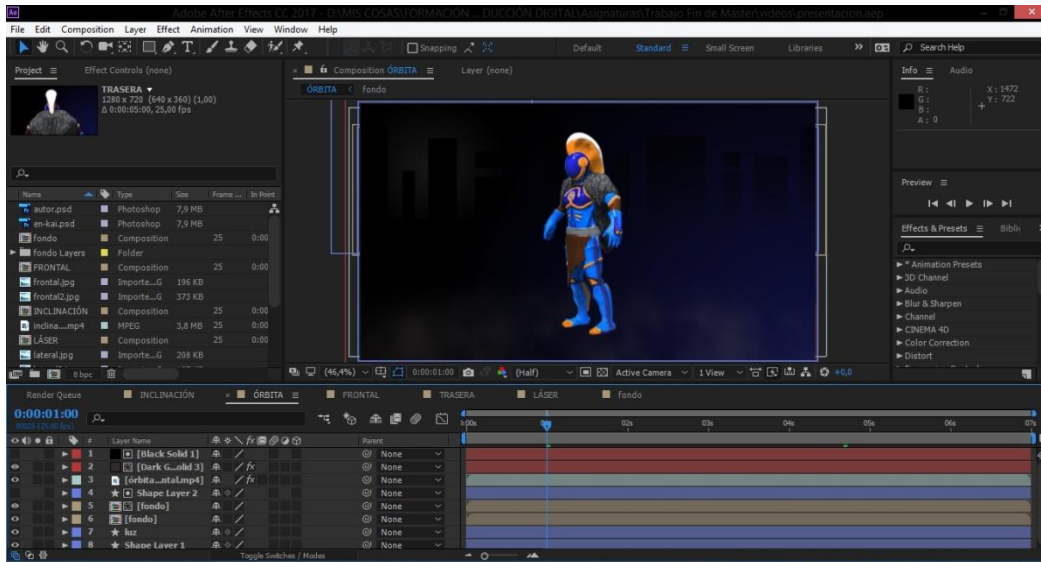 Adobe After Effects CC 2017 - D:\MIS COSAS\FORMACIÓN ... DUCCIÓN DIGITAL\Asignaturas\Trabajo Fin de Máster\videos\presentacion.aep
File Edit Composition Layer Effect Animation View Window Help
Snapping Default Standard Small Screen Libraries Search Help
Project Effect Controls (none) Composition ÓRBITA Layer (none) Info Audio
TRASERA
1280 x 720 (640 x 360) (1,00)
Δ 0:00:05:00, 25,00 fps
ÓRBITA fondo
R: X: 1472
G: Y: 722
B:
A: 0
Preview
Name Type Size Frame ... In Point
autor.psd Photoshop 7,9 MB
en-kai.psd Photoshop 7,9 MB
fondo Composition 25 0:00
fondo Layers Folder
FRONTAL Composition 25 0:00
frontal.jpg Importe...G 196 KB
frontal2.jpg Importe...G 373 KB
INCLINACIÓN Composition 25 0:00
inclina....mp4 MPEG 3,8 MB 25 0:00
LÁSER Composition 25 0:00
lateral.jpg Importe...G 208 KB
Effects & Presets
* Animation Presets
3D Channel
Audio
Blur & Sharpen
Channel
CINEMA 4D
Color Correction
Distort
8 bpc
(46,4%) 0:00:01:00 (Half) Active Camera 1 View +0,0
Render Queue INCLINACIÓN ÓRBITA FRONTAL TRASERA LÁSER fondo
0:00:01:00
00025 (25.00 fps)
02s 03s 04s 05s 06s 07s
# Layer Name Parent
1 [Black Solid 1] None
2 [Dark G...olid 3] None
3 [órbita...ntal.mp4] None
4 Shape Layer 2 None
5 [fondo] None
6 [fondo] None
7 luz None
8 Shape Layer 1 None
Toggle Switches / Modes